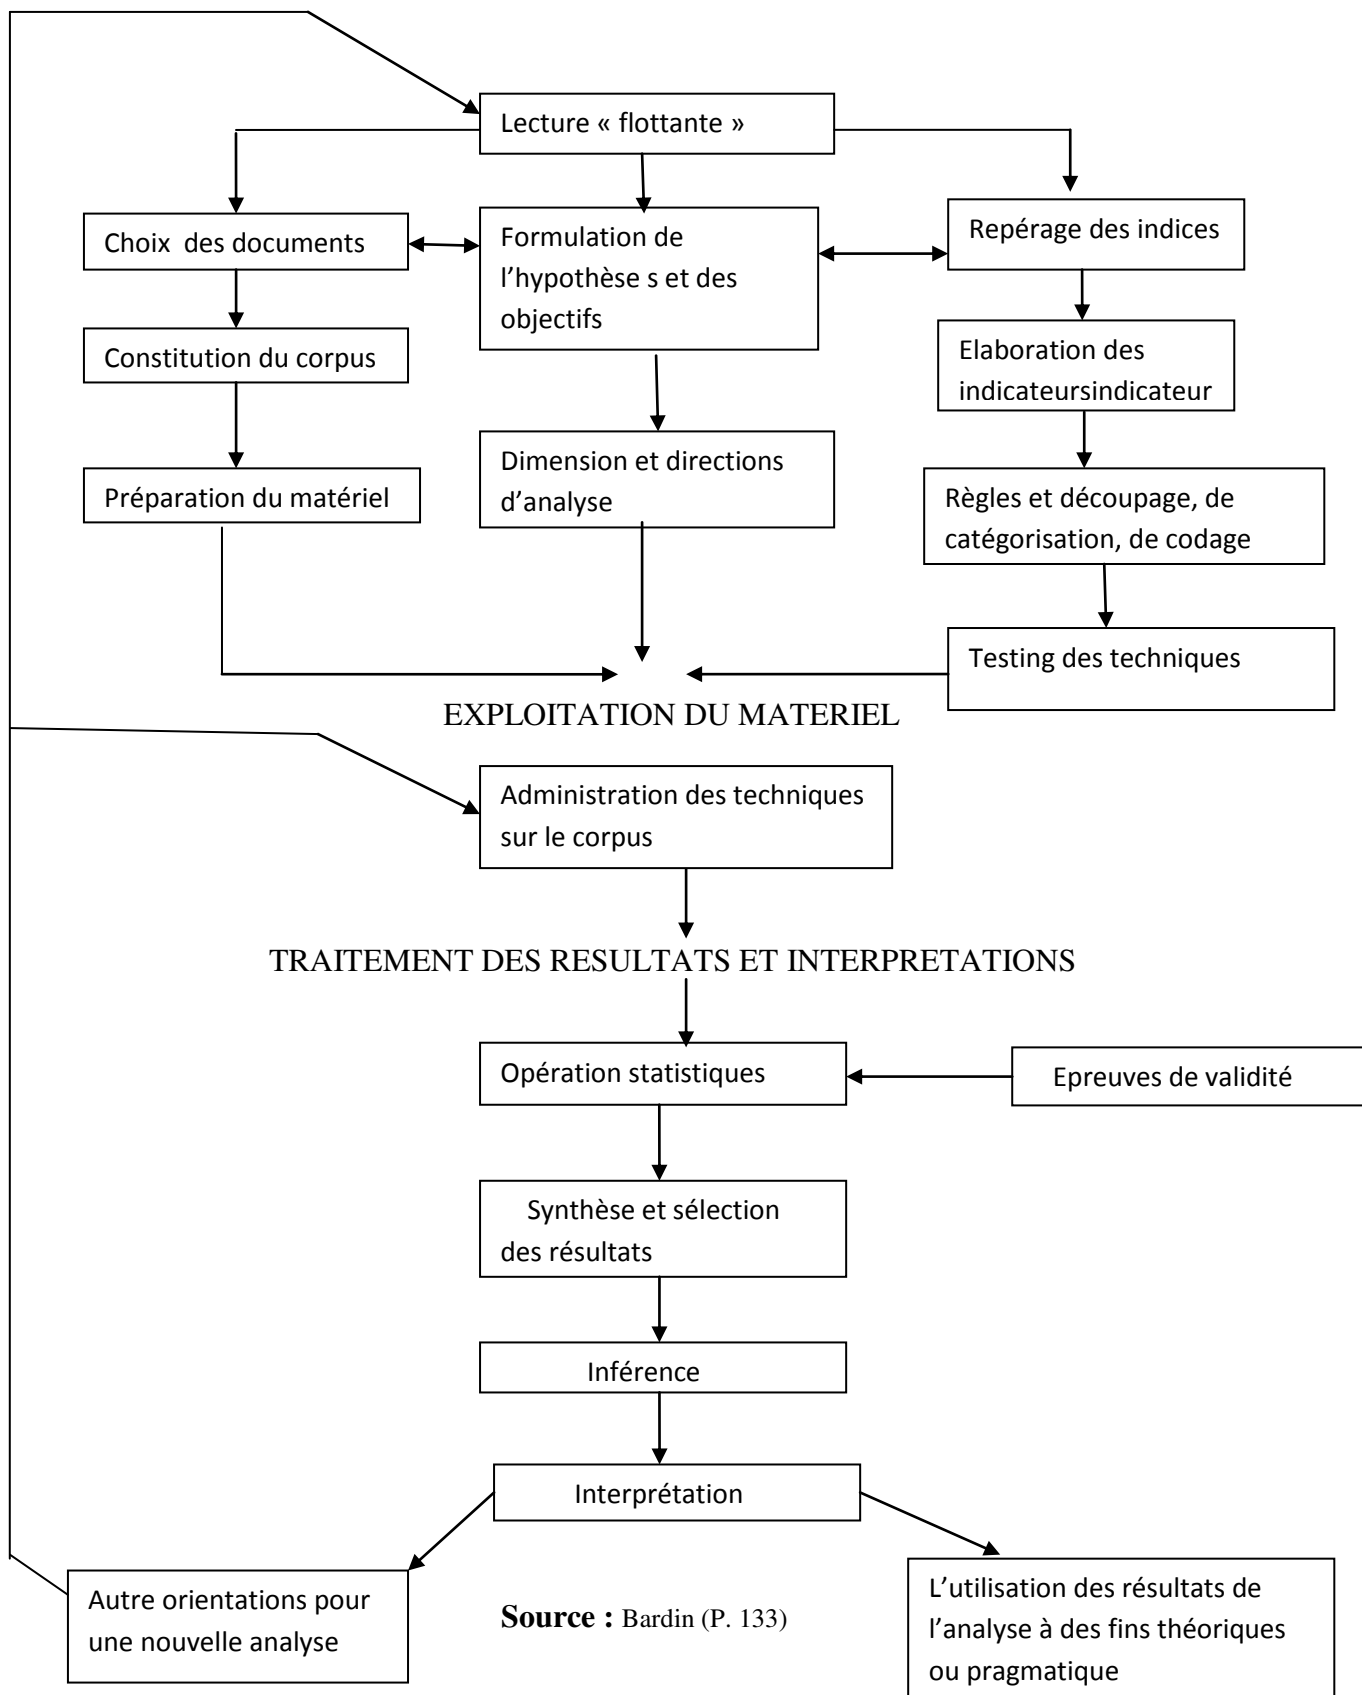 Lecture « flottante »
Choix  des documents
Formulation de
l’hypothèse s et des
objectifs
Repérage des indices
Constitution du corpus
Elaboration des
indicateursindicateur
Préparation du matériel
Dimension et directions
d’analyse
Règles et découpage, de
catégorisation, de codage
Testing des techniques
EXPLOITATION DU MATERIEL
Administration des techniques
sur le corpus
TRAITEMENT DES RESULTATS ET INTERPRETATIONS
Opération statistiques
Epreuves de validité
Synthèse et sélection
des résultats
Inférence
Interprétation
Autre orientations pour
une nouvelle analyse
Source : Bardin (P. 133)
L’utilisation des résultats de
l’analyse à des fins théoriques
ou pragmatique